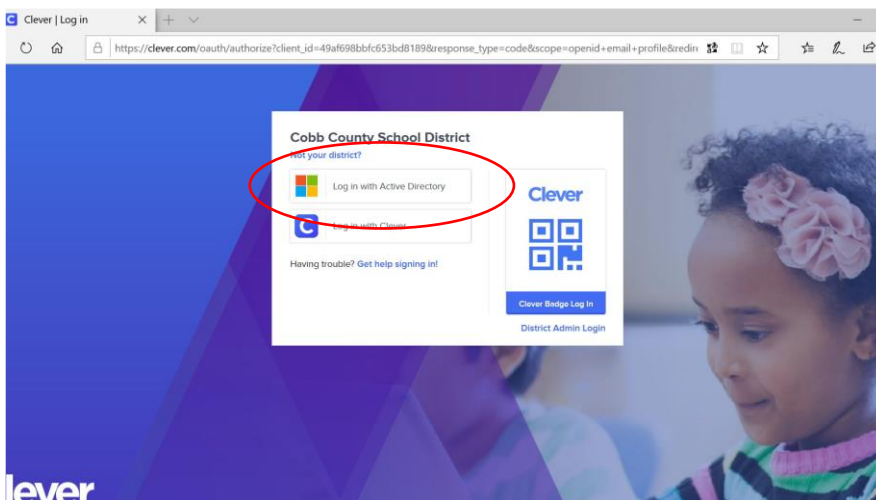 Clever | Log in
https://clever.com/oauth/authorize?client_id=49af698bbfc653bd8189&response_type=code&scope=openid+email+profile&redire
Cobb County School District
Not your district?
Log in with Active Directory
Log in with Clever
Having trouble? Get help signing in!
Clever
Clever Badge Log In
District Admin Login
lever